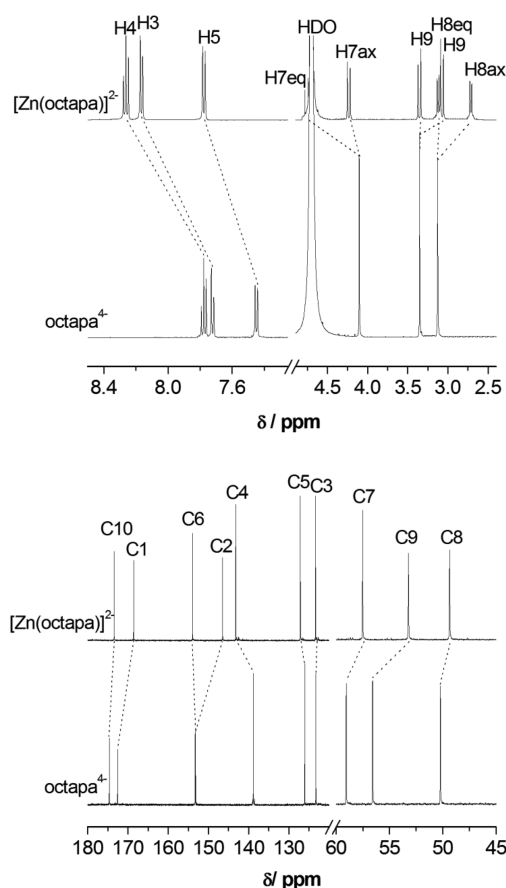 H4 H3
H5
HDO
H7eq
H7ax
H8eq
H9
H9
H8ax
[Zn(octapa)]2-
octapa4-
8.4 8.0 7.6 4.5 4.0 3.5 3.0 2.5
δ / ppm
C10
C1
C6
C2
C4
C5 C3
C7
C9
C8
[Zn(octapa)]2-
octapa4-
180 170 160 150 140 130 60 55 50 45
δ/ ppm